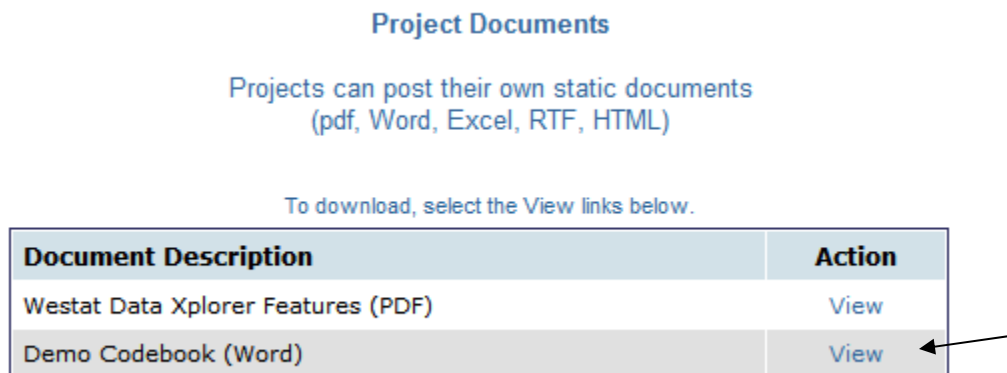 Project Documents
Projects can post their own static documents
(pdf, Word, Excel, RTF, HTML)
To download, select the View links below.
Document Description Action
Westat Data Xplorer Features (PDF) View
Demo Codebook (Word) View